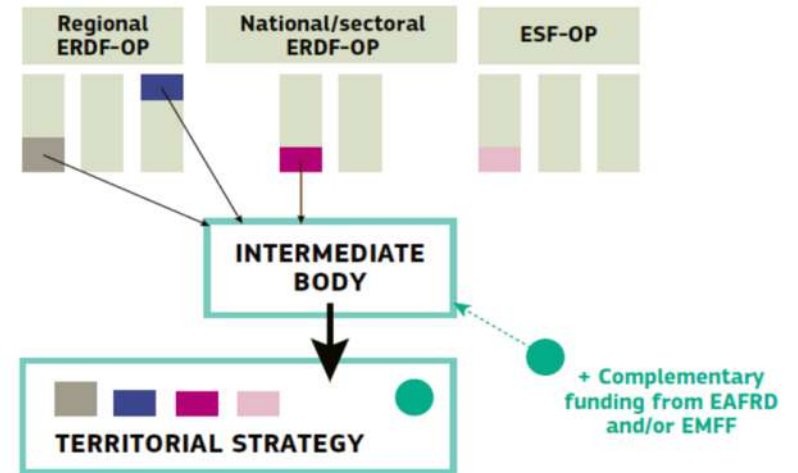 Regional
ERDF-OP
National/sectoral
ERDF-OP
ESF-OP
INTERMEDIATE
BODY
+ Complementary
funding from EAFRD
and/or EMFF
TERRITORIAL STRATEGY